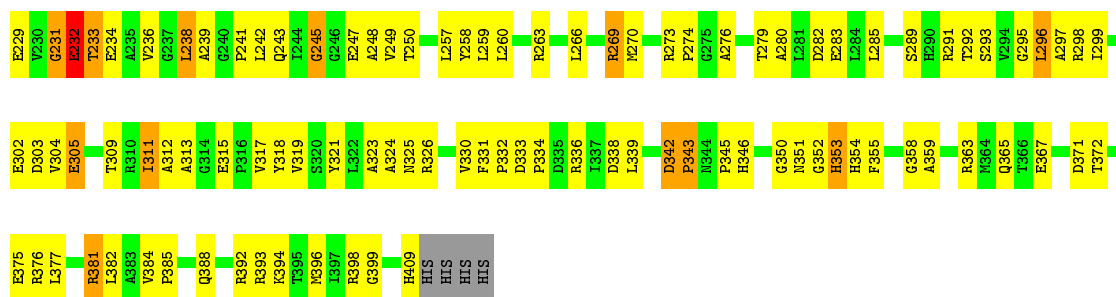 E229 V230 G231 E232 T233 E234 A235 V236 G237 L238 A239 G240 P241 L242 Q243 I244 G245 G246 E247 A248 V249 T250 L257 Y258 L259 L260 R263 L266 R269 M270 R273 P274 G275 A276 T279 A280 L281 D282 E283 L284 L285 S289 H290 R291 T292 S293 V294 G295 L296 A297 R298 I299
E302 D303 V304 E305 T309 R310 I311 A312 A313 G314 E315 P316 V317 Y318 V319 S320 Y321 L322 A323 A324 N325 R326 V330 F331 P332 D333 P334 D335 R336 I337 D338 L339 D342 P343 N344 P345 H346 G350 N351 G352 H353 H354 F355 G358 A359 R363 M364 Q365 T366 E367 D371 T372
E375 R376 L377 R381 L382 A383 V384 P385 Q388 R392 R393 K394 T395 M396 I397 R398 G399 H409 HIS HIS HIS HIS